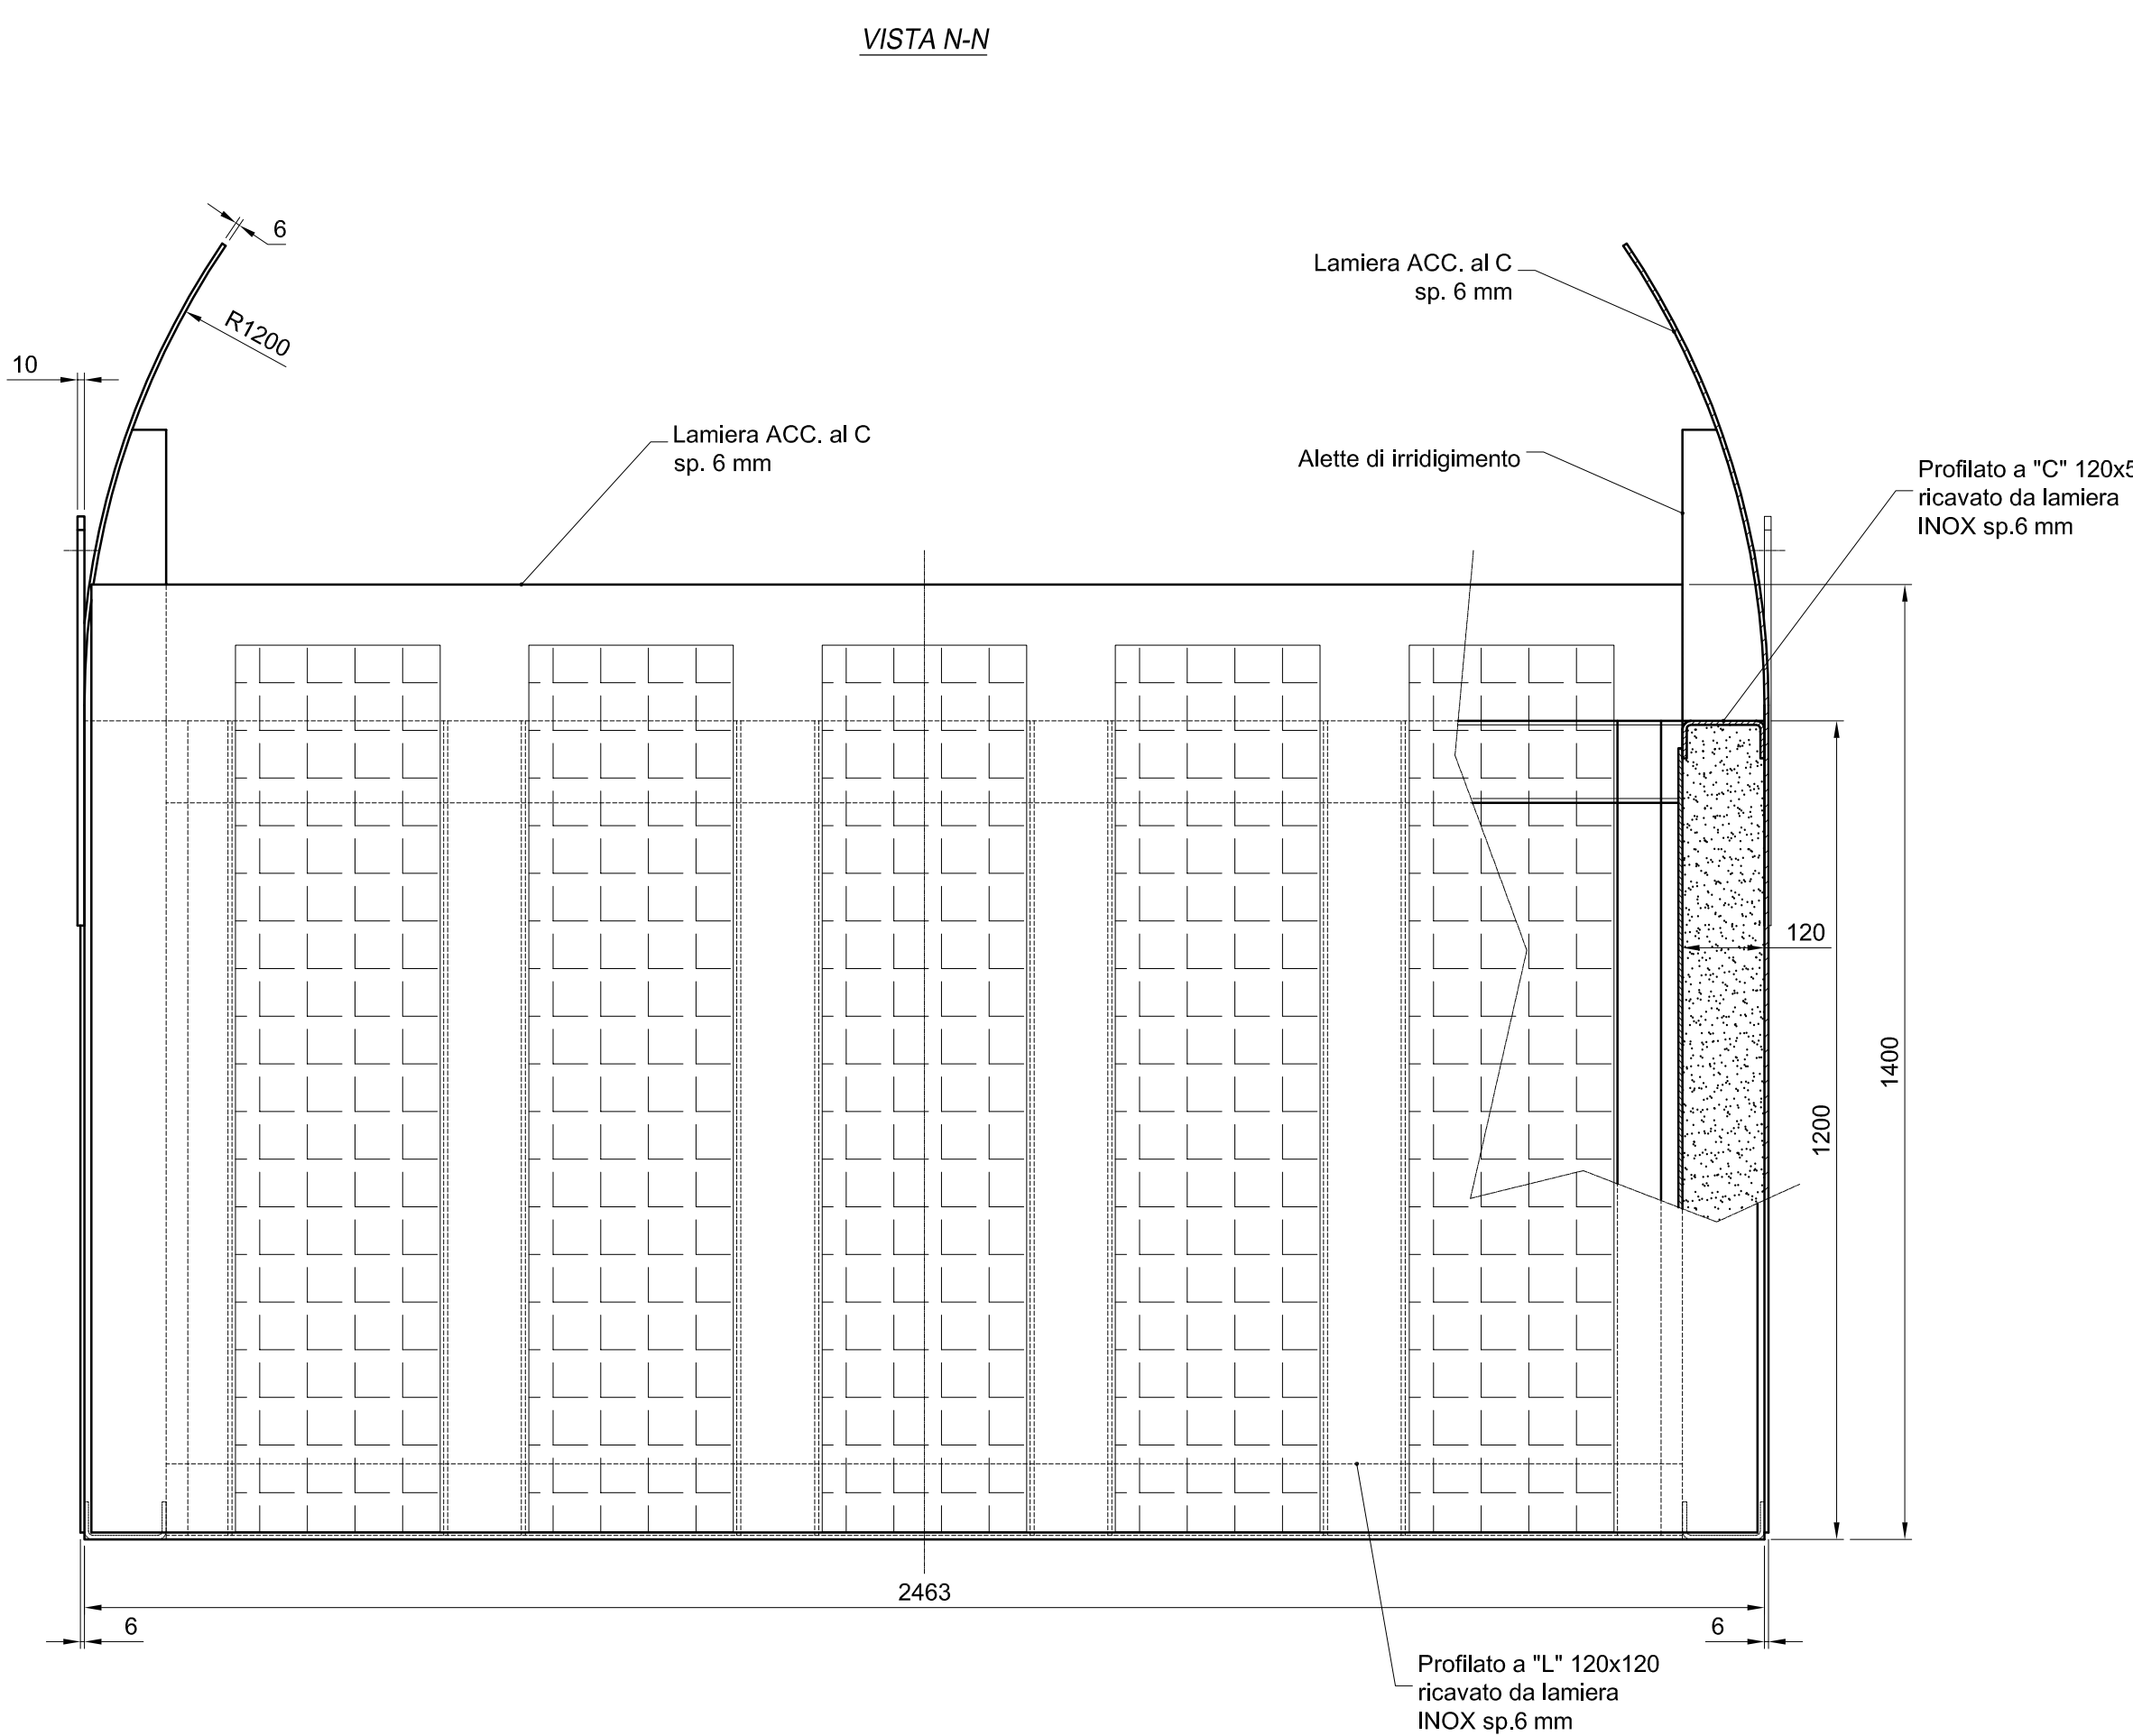 VISTA N-N
6
Lamiera ACC. al C
sp. 6 mm
R1200
10
Lamiera ACC. al C
sp. 6 mm
Alette di irridigimento
Profilato a "C"
ricavato da lamiera
INOX sp.6 mm
120
1400
1200
2463
6
6
Profilato a "L" 120x120
ricavato da lamiera
INOX sp.6 mm